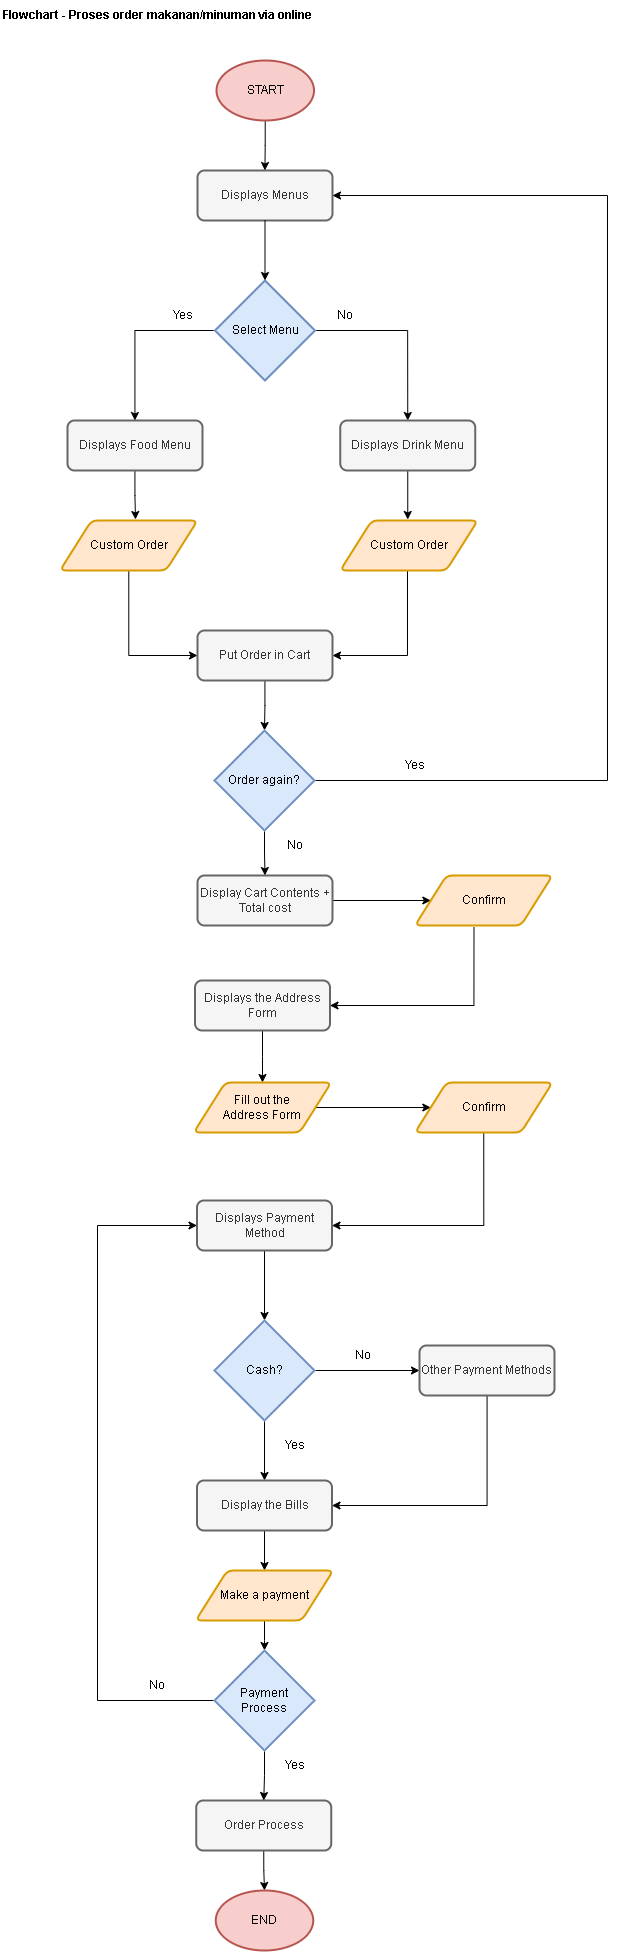 Flowchart - Proses order makanan/minuman via online
START
Displays Menus
Yes
No
Select Menu
Displays Food Menu
Displays Drink Menu
Custom Order
Custom Order
Put Order in Cart
Order again?
Yes
No
Display Cart Contents +
Total cost
Confirm
Displays the Address
Form
Fill out the
Address Form
Confirm
Displays Payment
Method
Cash?
No
Other Payment Methods
Yes
Display the Bills
Make a payment
Payment
Process
No
Yes
Order Process
END